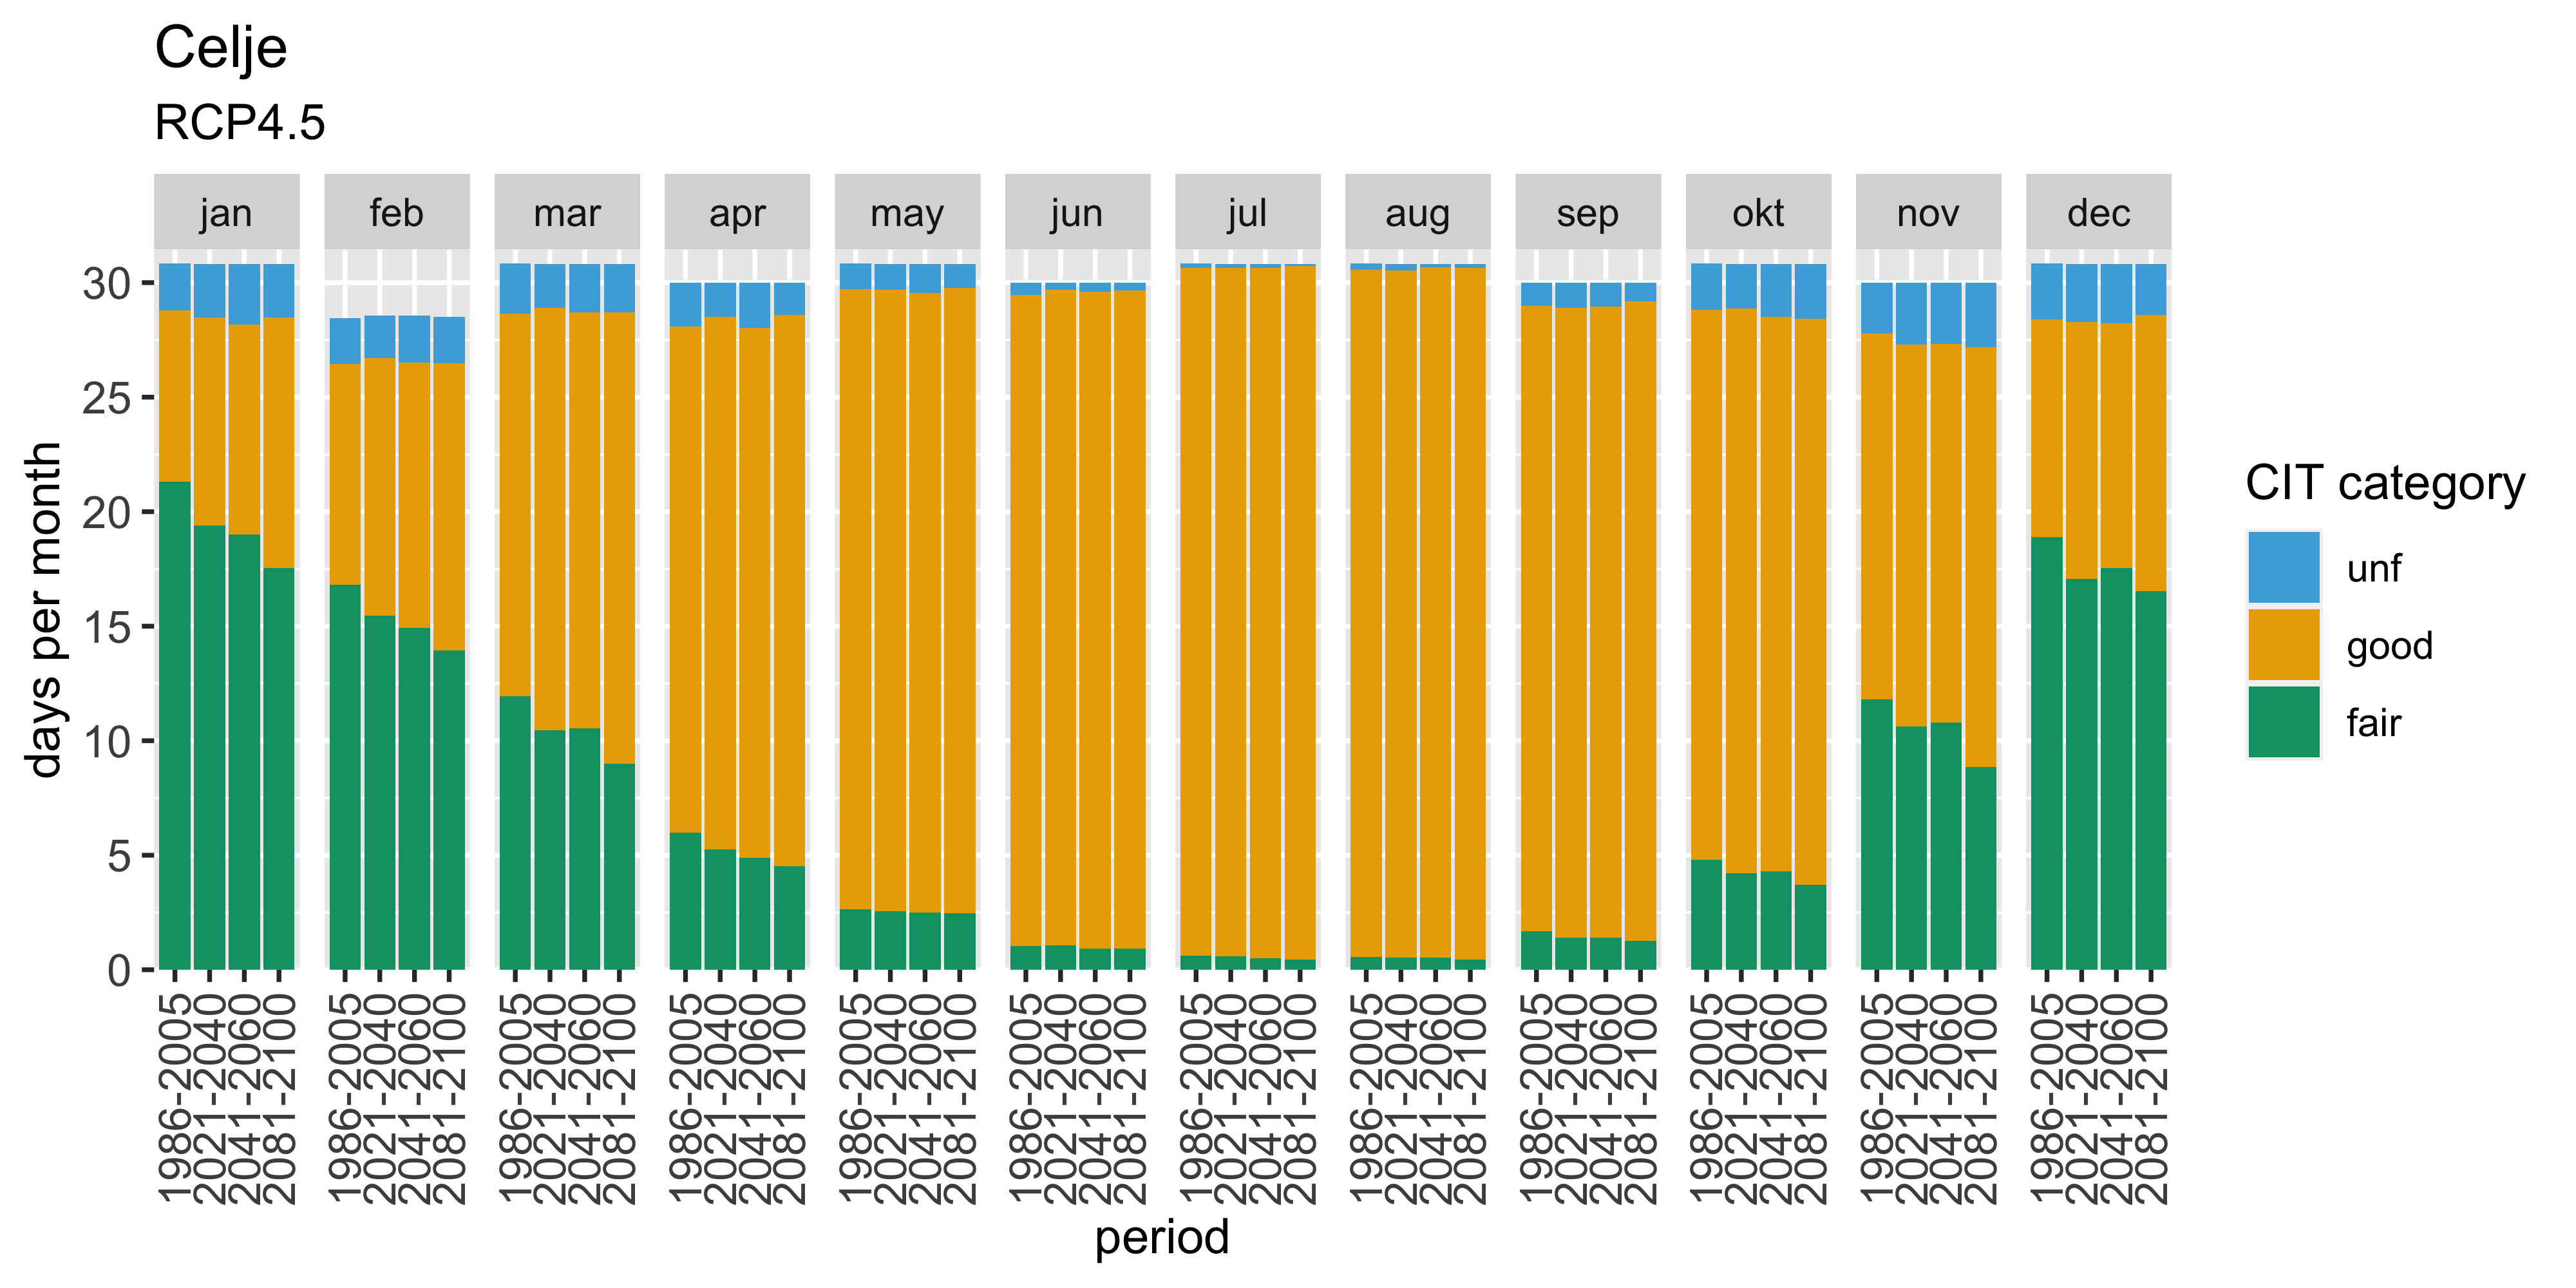 Celje
RCP4.5
jan feb mar apr may jun jul aug sep okt nov dec
days per month
30
25
20
15
10
5
0
1986-2005 2021-2040 2041-2060 2081-2100 1986-2005 2021-2040 2041-2060 2081-2100 1986-2005 2021-2040 2041-2060 2081-2100 1986-2005 2021-2040 2041-2060 2081-2100 1986-2005 2021-2040 2041-2060 2081-2100 1986-2005 2021-2040 2041-2060 2081-2100 1986-2005 2021-2040 2041-2060 2081-2100 1986-2005 2021-2040 2041-2060 2081-2100 1986-2005 2021-2040 2041-2060 2081-2100 1986-2005 2021-2040 2041-2060 2081-2100 1986-2005 2021-2040 2041-2060 2081-2100 1986-2005 2021-2040 2041-2060 2081-2100
period
CIT category
unf
good
fair